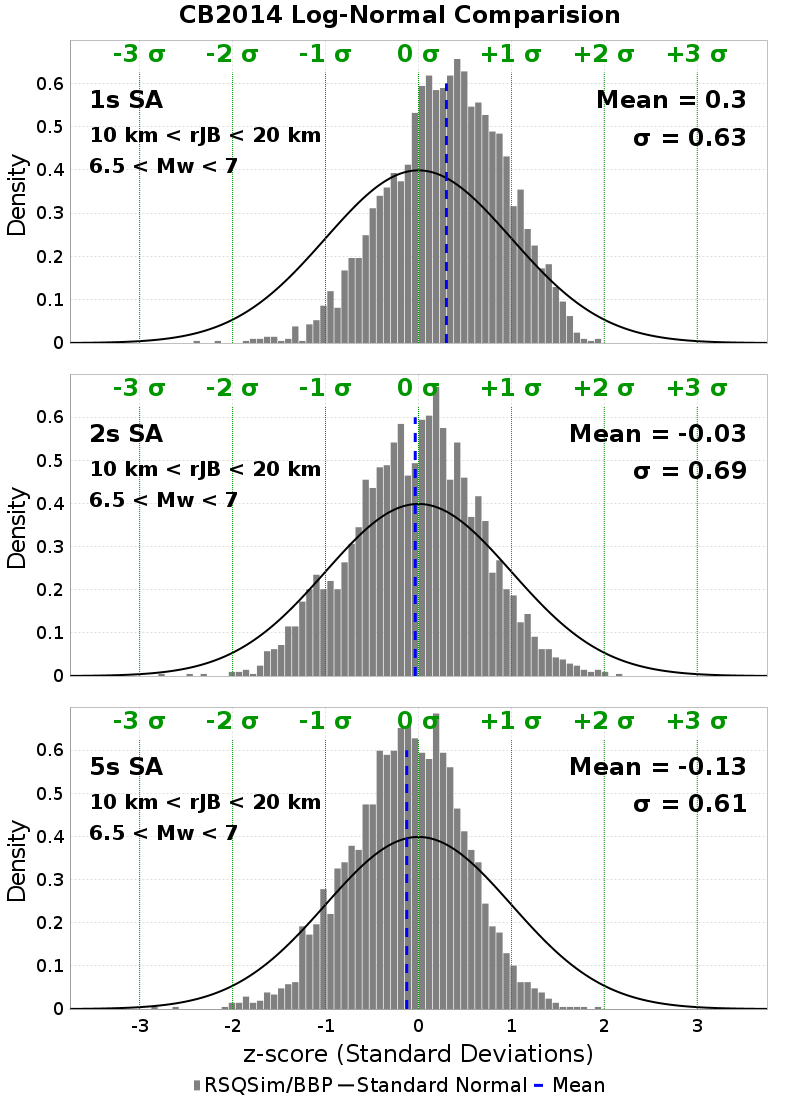 CB2014 Log-Normal Comparision
-3 σ -2 σ -1 σ 0 σ +1 σ +2 σ +3 σ
1s SA
Mean = 0.3
10 km < rJB < 20 km
σ = 0.63
6.5 < Mw < 7
Density
0.6
0.5
0.4
0.3
0.2
0.1
0
-3 σ -2 σ -1 σ 0 σ +1 σ +2 σ +3 σ
2s SA
Mean = -0.03
10 km < rJB < 20 km
σ = 0.69
6.5 < Mw < 7
Density
0.6
0.5
0.4
0.3
0.2
0.1
0
-3 σ -2 σ -1 σ 0 σ +1 σ +2 σ +3 σ
5s SA
Mean = -0.13
10 km < rJB < 20 km
σ = 0.61
6.5 < Mw < 7
Density
0.6
0.5
0.4
0.3
0.2
0.1
0
-3 -2 -1 0 1 2 3
z-score (Standard Deviations)
RSQSim/BBP Standard Normal Mean